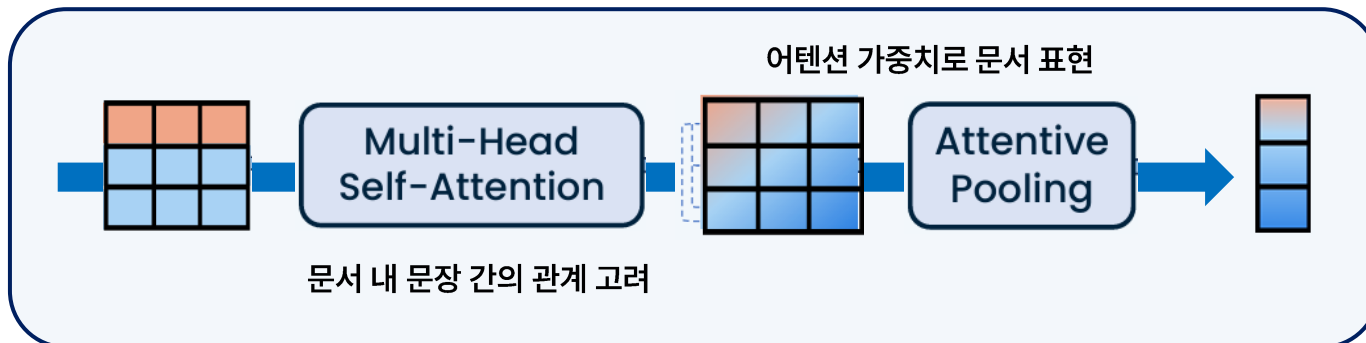 어텐션 가중치로 문서 표현
Multi-Head
Self-Attention
Attentive
Pooling
문서 내 문장 간의 관계 고려